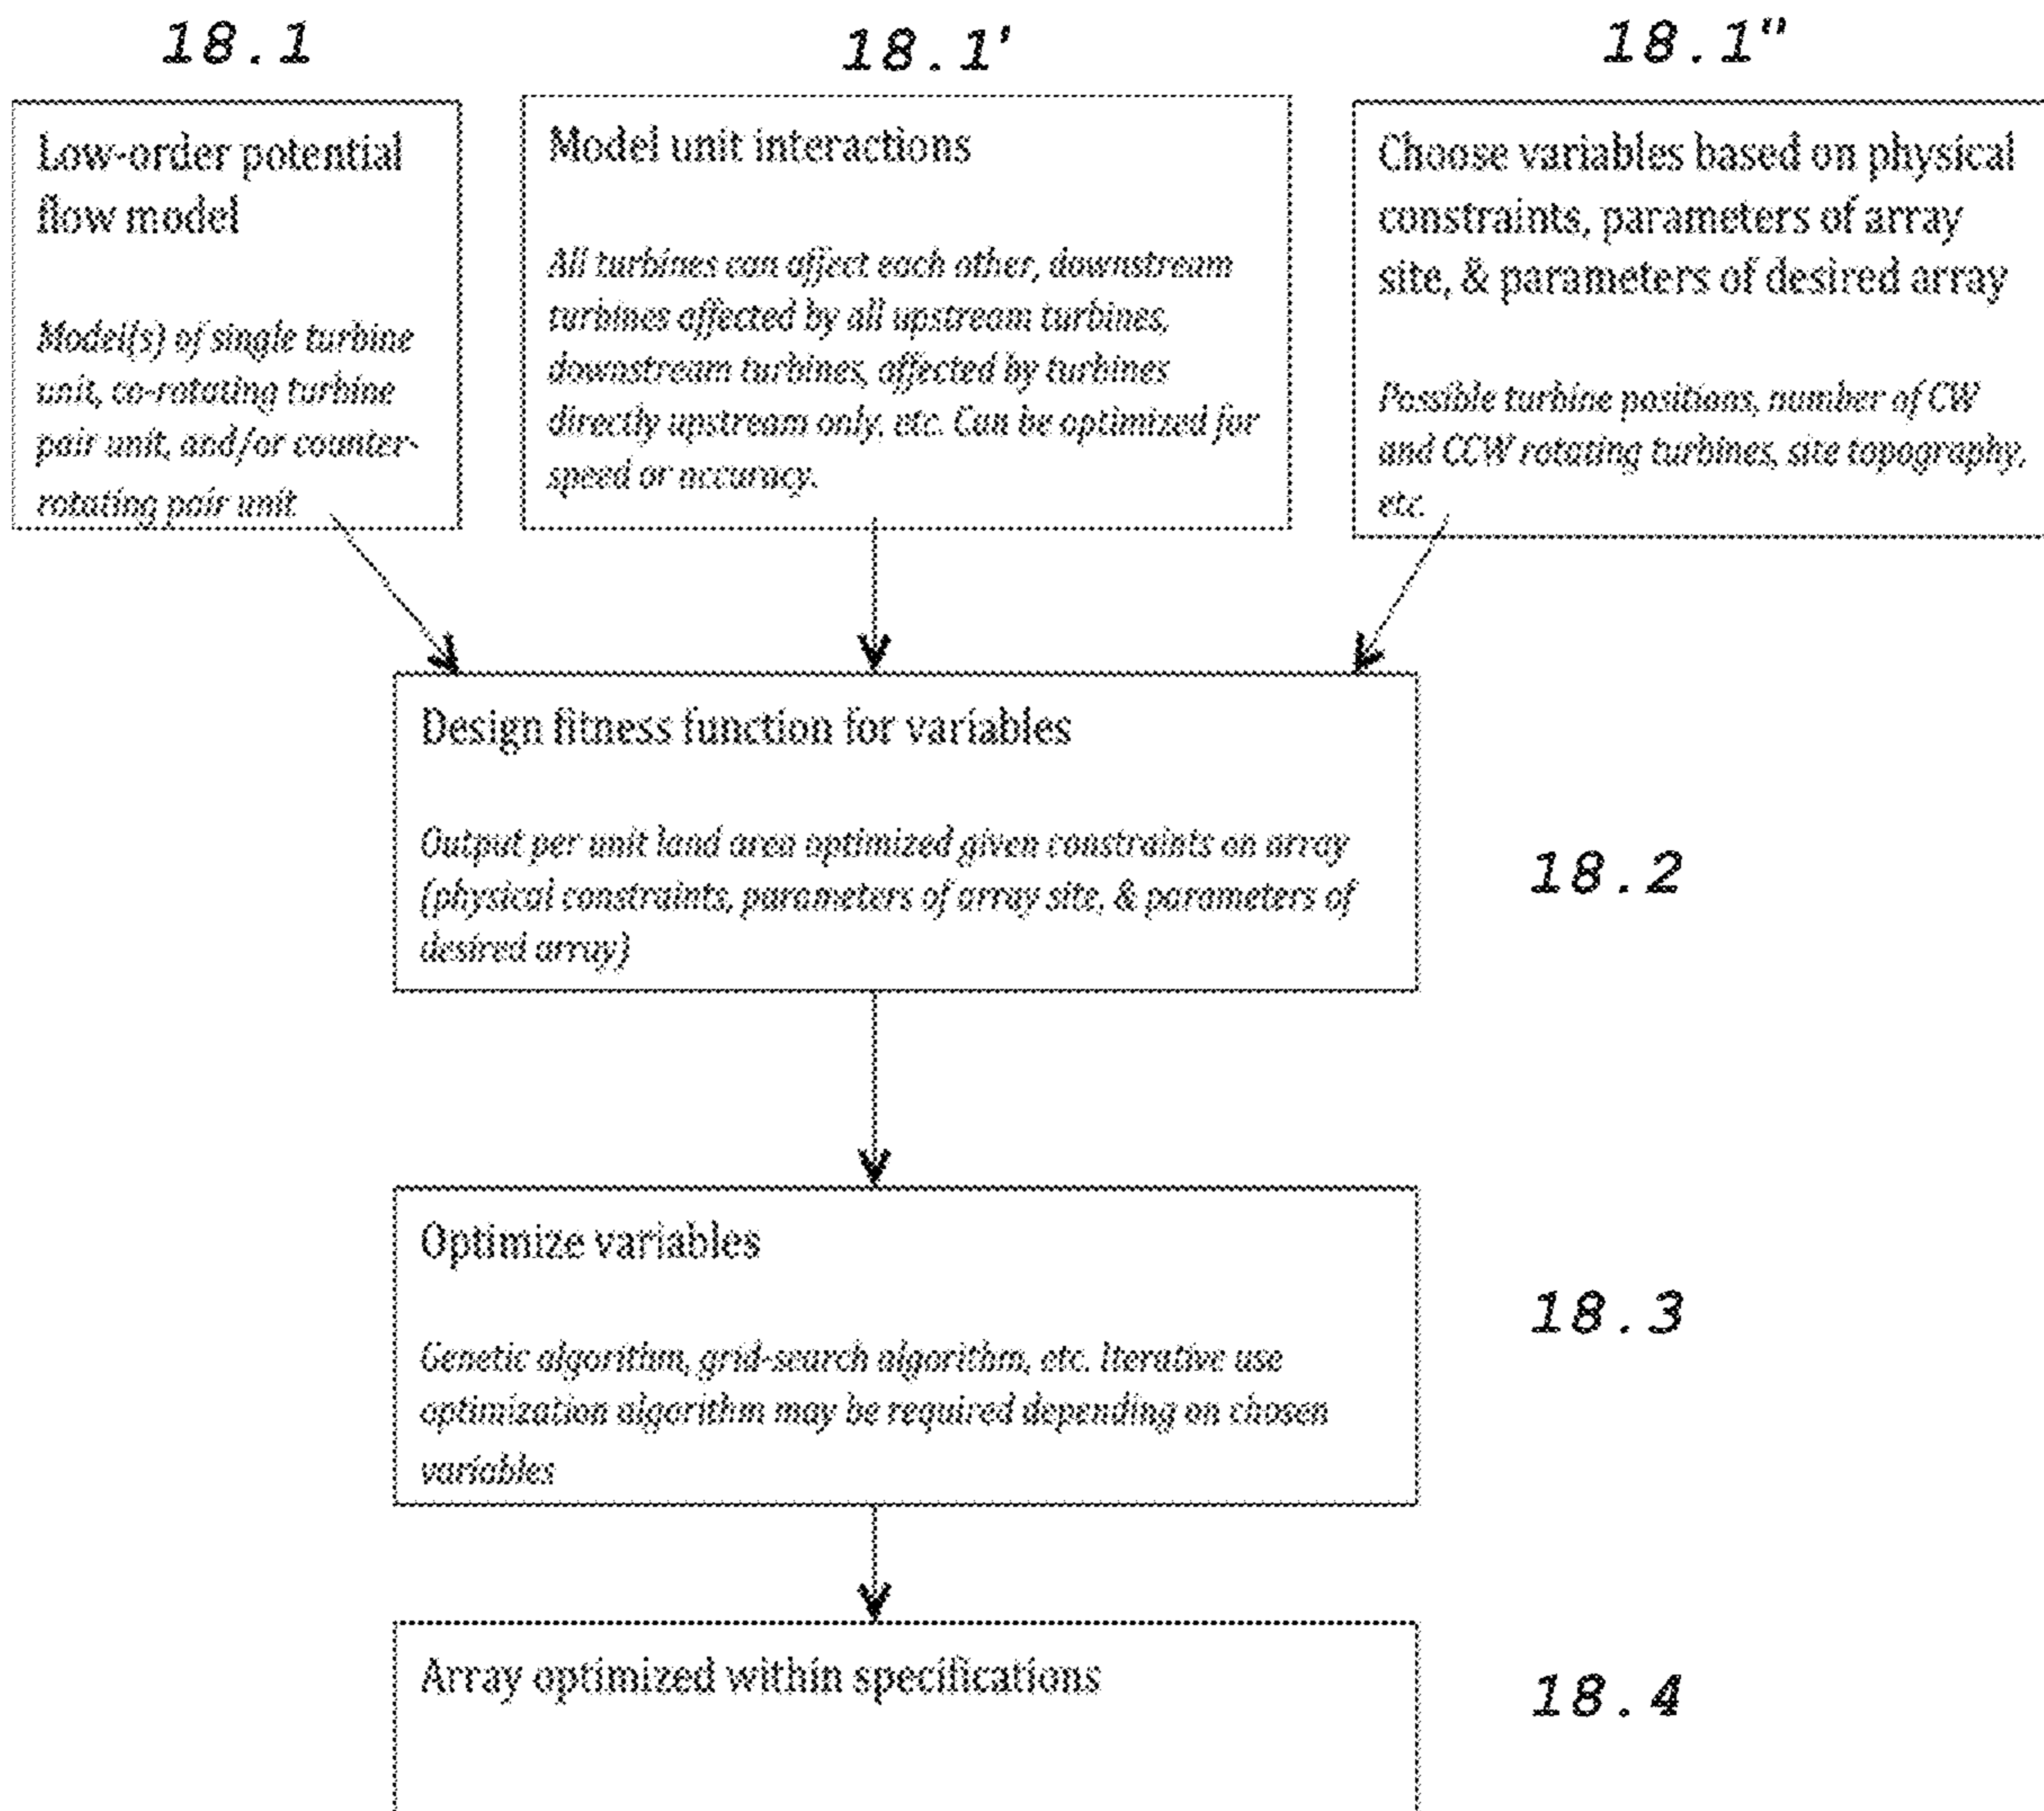 18.1
18.1'
18.1"
Low-order potential
flow model
Model(s) of single turbine
unit, co-rotating turbine
pair unit, and/or counter-
rotating pair unit
Model unit interactions
All turbines can affect each other, downstream
turbines affected by all upstream turbines,
downstream turbines, affected by turbines
directly upstream only, etc. Can be optimized for
speed or accuracy.
Choose variables based on physical
constraints, parameters of array
site, & parameters of desired array
Possible turbine positions, number of CW
and CCW rotating turbines, site topography,
etc.
Design fitness function for variables
Output per unit land area optimized given constraints on array
(physical constraints, parameters of array site, & parameters of
desired array)
18.2
Optimize variables
Genetic algorithm, grid-search algorithm, etc. Iterative use
optimization algorithm may be required depending on chosen
variables
18.3
Array optimized within specifications
18.4